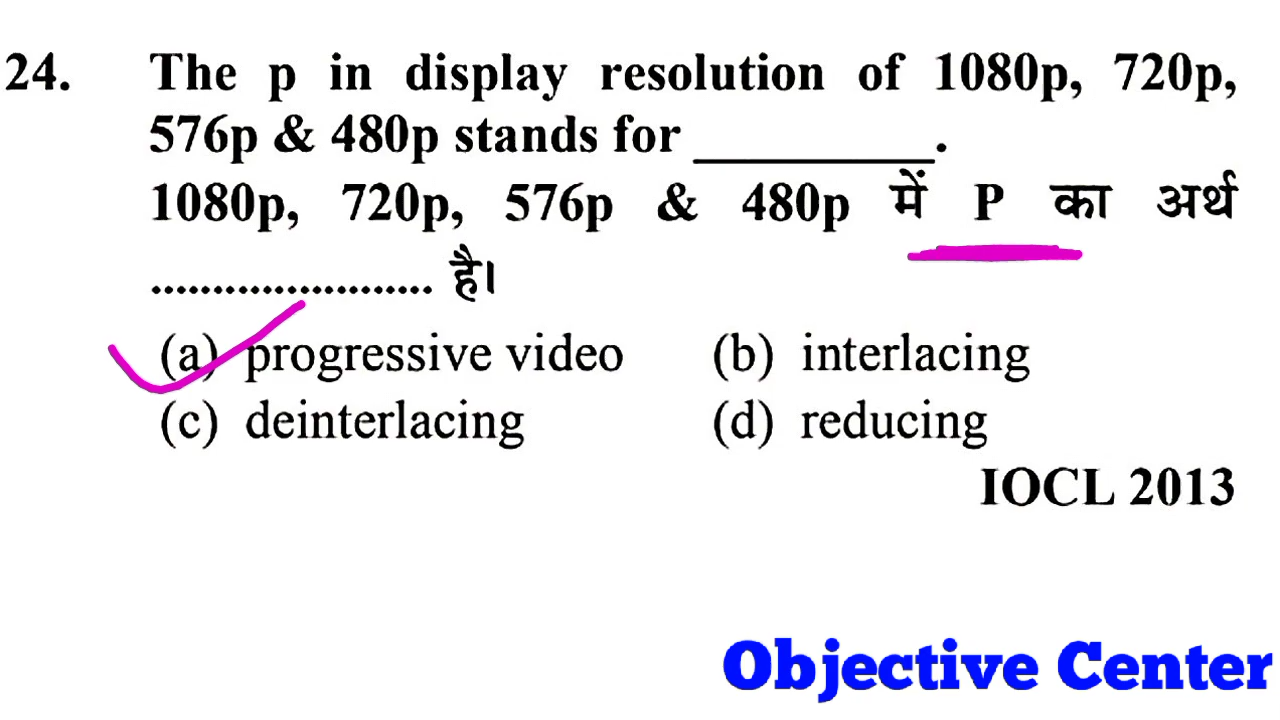 24. The p in display resolution of 1080p, 720p,
576p & 480p stands for _________.
1080p, 720p, 576p & 480p में P का अर्थ
....................... है।
(a) progressive video (b) interlacing
(c) deinterlacing (d) reducing
IOCL 2013
Objective Center